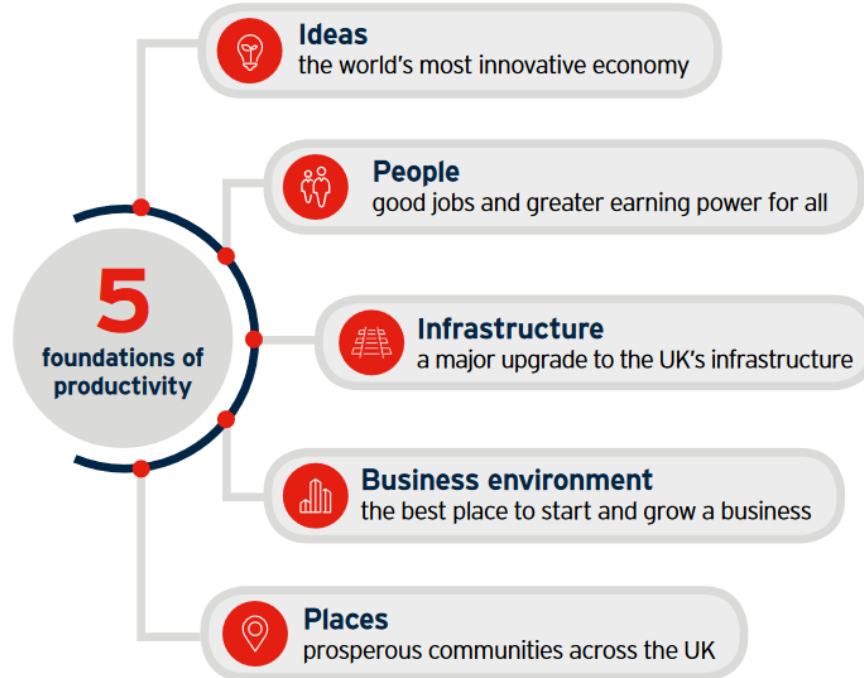 Ideas
the world's most innovative economy
People
good jobs and greater earning power for all
5
foundations of
productivity
Infrastructure
a major upgrade to the UK's infrastructure
Business environment
the best place to start and grow a business
Places
prosperous communities across the UK